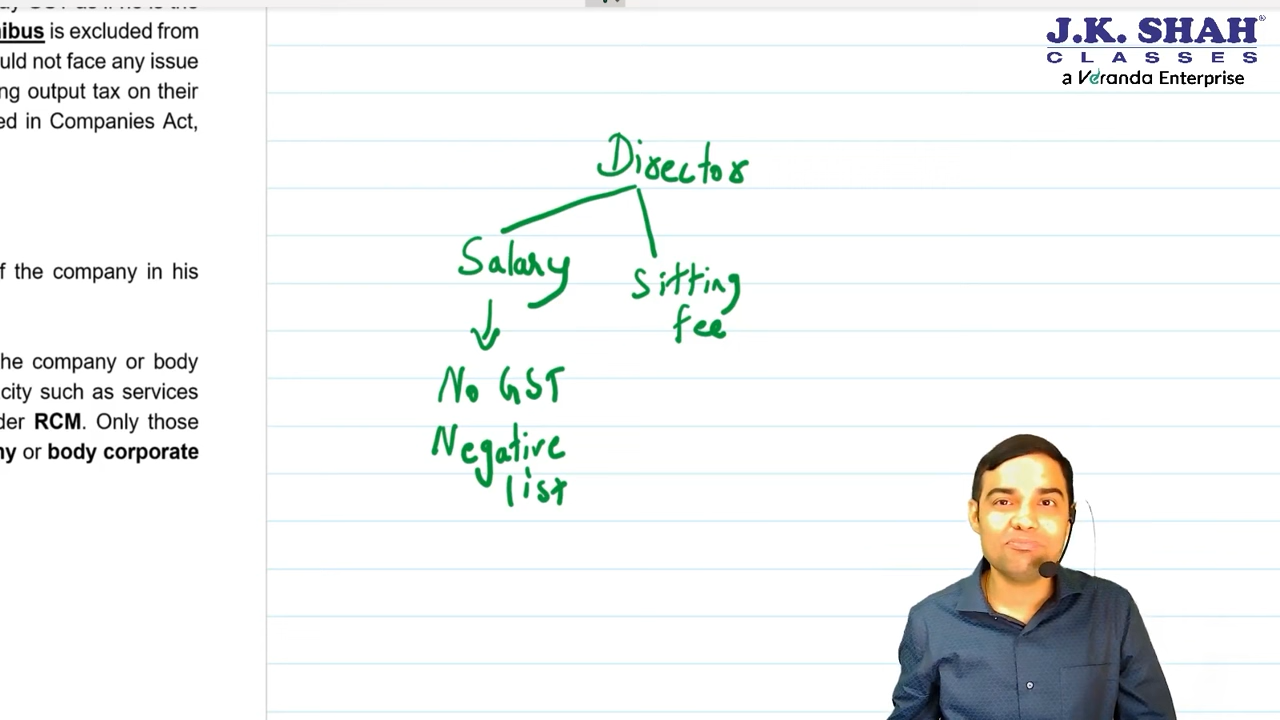 nibus is excluded from
uld not face any issue
ng output tax on their
ed in Companies Act,
f the company in his
he company or body
city such as services
der RCM. Only those
ny or body corporate
J.K. SHAH®
CLASSES
a Veranda Enterprise
Director
Salary
Sitting
fee
No GST
Negative
list